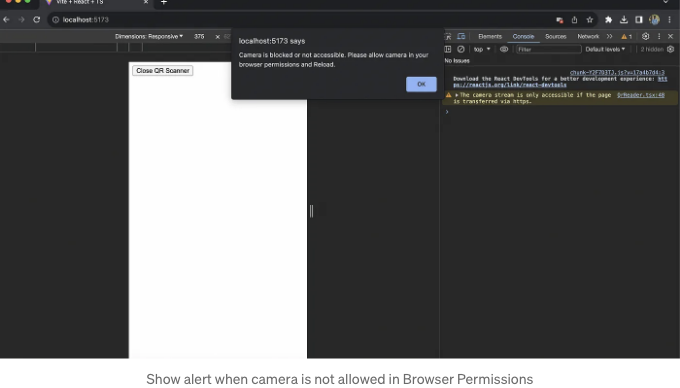 Vite + React + TS
localhost:5173
Dimensions: Responsive 375
localhost:5173 says
Camera is blocked or not accessible. Please allow camera in your
browser permissions and Reload.
OK
Close QR Scanner
Elements Console Sources Network 1
top Filter Default levels 2 hidden
No Issues
Download the React DevTools for a better development experience: htt
ps://reactjs.org/link/react-devtools
The camera stream is only accessible if the page QrReader.tsx:46
is transferred via https.
Show alert when camera is not allowed in Browser Permissions